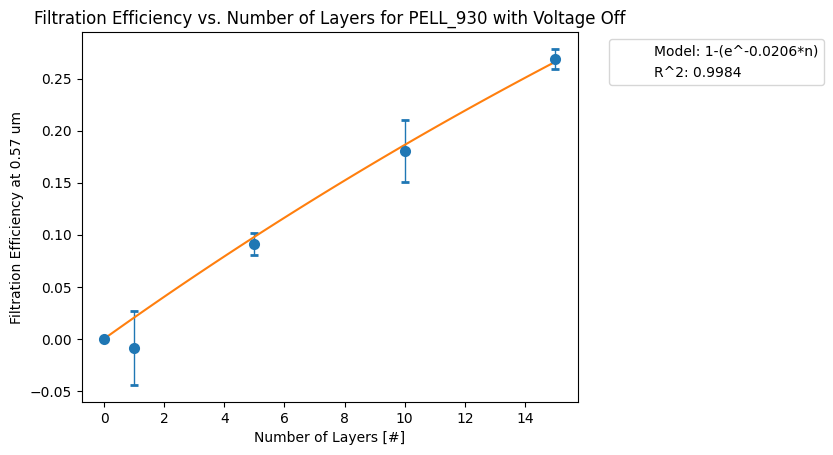 Filtration Efficiency vs. Number of Layers for PELL_930 with Voltage Off
Model: 1-(e^-0.0206*n)
R^2: 0.9984
Filtration Efficiency at 0.57 um
0.25
0.20
0.15
0.10
0.05
0.00
−0.05
0 2 4 6 8 10 12 14
Number of Layers [#]